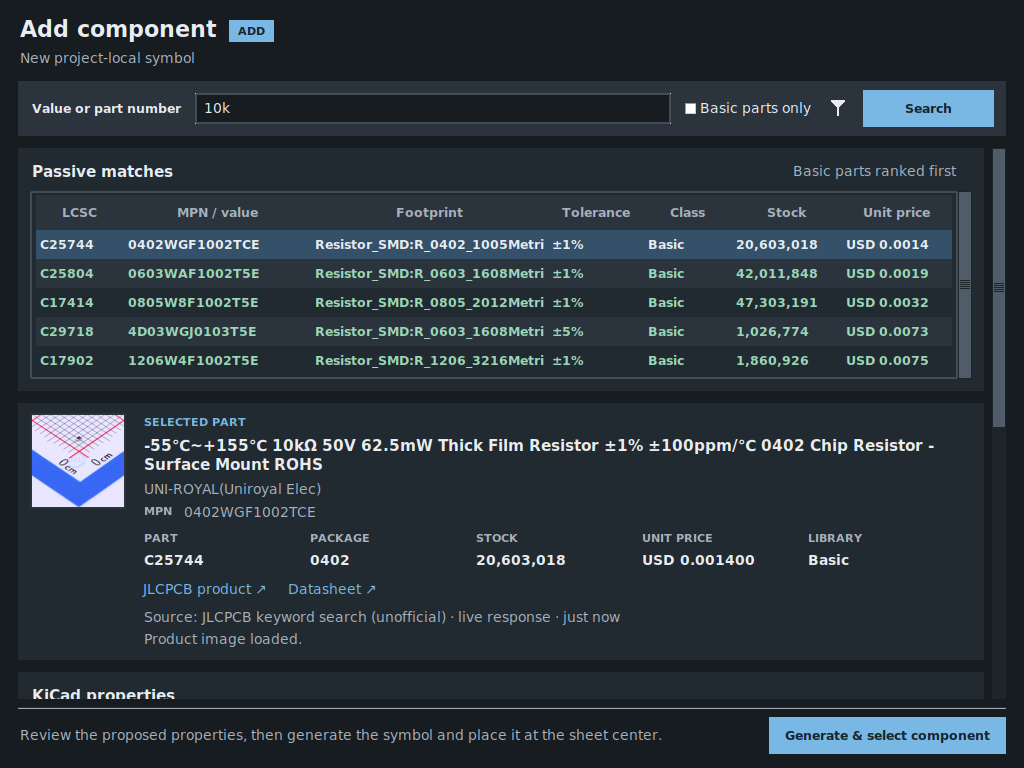 Add component ADD
New project-local symbol
Value or part number 10k Basic parts only Search
Passive matches Basic parts ranked first
LCSC MPN / value Footprint Tolerance Class Stock Unit price
C25744 0402WGF1002TCE Resistor_SMD:R_0402_1005Metri ±1% Basic 20,603,018 USD 0.0014
C25804 0603WAF1002T5E Resistor_SMD:R_0603_1608Metri ±1% Basic 42,011,848 USD 0.0019
C17414 0805W8F1002T5E Resistor_SMD:R_0805_2012Metri ±1% Basic 47,303,191 USD 0.0032
C29718 4D03WGJ0103T5E Resistor_SMD:R_0603_1608Metri ±5% Basic 1,026,774 USD 0.0073
C17902 1206W4F1002T5E Resistor_SMD:R_1206_3216Metri ±1% Basic 1,860,926 USD 0.0075
0cm 0cm
SELECTED PART
-55℃~+155℃ 10kΩ 50V 62.5mW Thick Film Resistor ±1% ±100ppm/℃ 0402 Chip Resistor -
Surface Mount ROHS
UNI-ROYAL(Uniroyal Elec)
MPN 0402WGF1002TCE
PART PACKAGE STOCK UNIT PRICE LIBRARY
C25744 0402 20,603,018 USD 0.001400 Basic
JLCPCB product ↗ Datasheet ↗
Source: JLCPCB keyword search (unofficial) · live response · just now
Product image loaded.
KiCad properties
Review the proposed properties, then generate the symbol and place it at the sheet center. Generate & select component